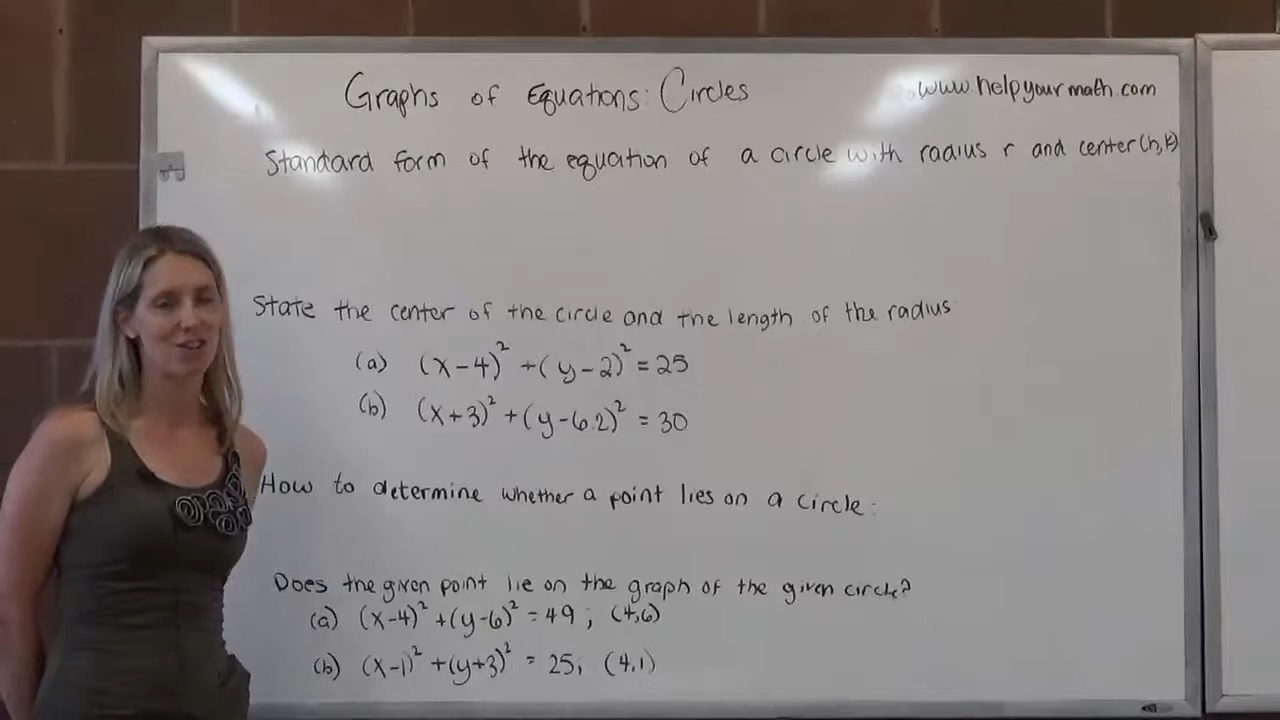 Graphs of Equations: Circles
www.helpyourmath.com
Standard form of the equation of a circle with radius r and center (h,k)
State the center of the circle and the length of the radius
(a) (x-4)² +(y-2)² = 25
(b) (x+3)² +(y-6.2)² = 30
How to determine whether a point lies on a circle:
Does the given point lie on the graph of the given circle?
(a) (x-4)² +(y-6)² = 49 ; (4,6)
(b) (x-1)² +(y+3)² = 25; (4,1)